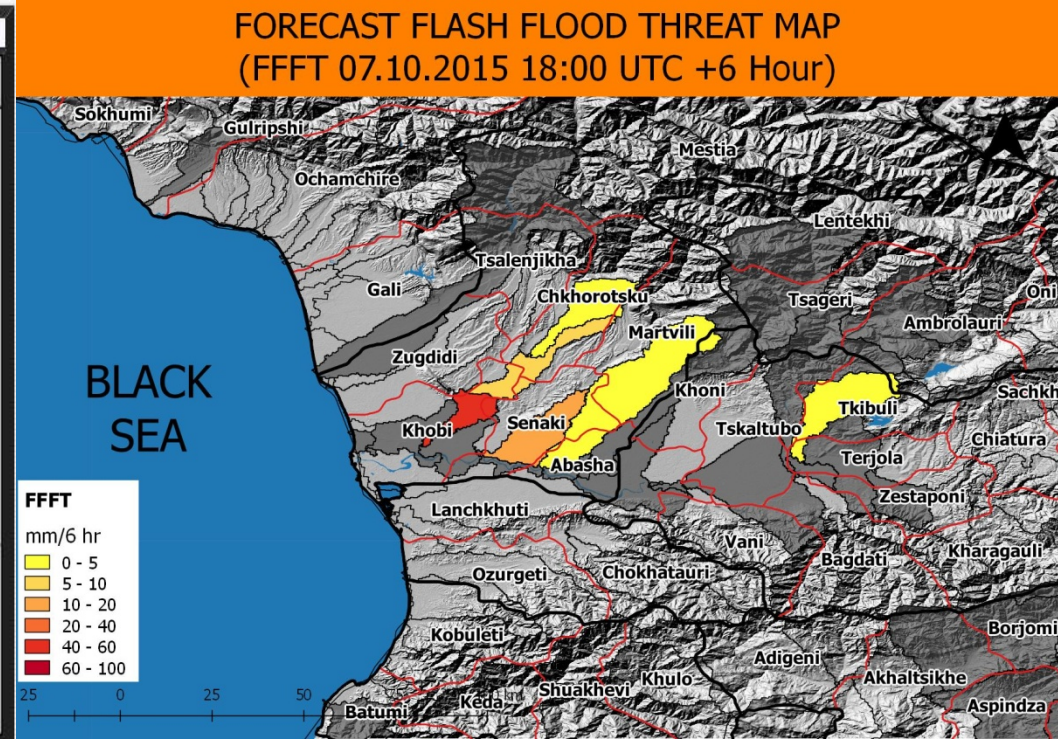 FORECAST FLASH FLOOD THREAT MAP
(FFFT 07.10.2015 18:00 UTC +6 Hour)
Sokhumi
Gulripshi
Mestia
Ochamchire
Lentekhi
Tsalenjikha
Gali
Chkhorotsku
Tsageri
Oni
Martvili
Ambrolauri
Zugdidi
BLACK
SEA
Khoni
Sachkh
Tkibuli
Khobi
Senaki
Tskaltubo
Chiatura
Abasha
Terjola
Zestaponi
Lanchkhuti
Vani
Kharagauli
Bagdati
Ozurgeti
Chokhatauri
Kobuleti
Borjomi
Adigeni
Khulo
Akhaltsikhe
Shuakhevi
Keda
Aspindza
Batumi
FFFT
mm/6 hr
0 - 5
5 - 10
10 - 20
20 - 40
40 - 60
60 - 100
25 0 25 50